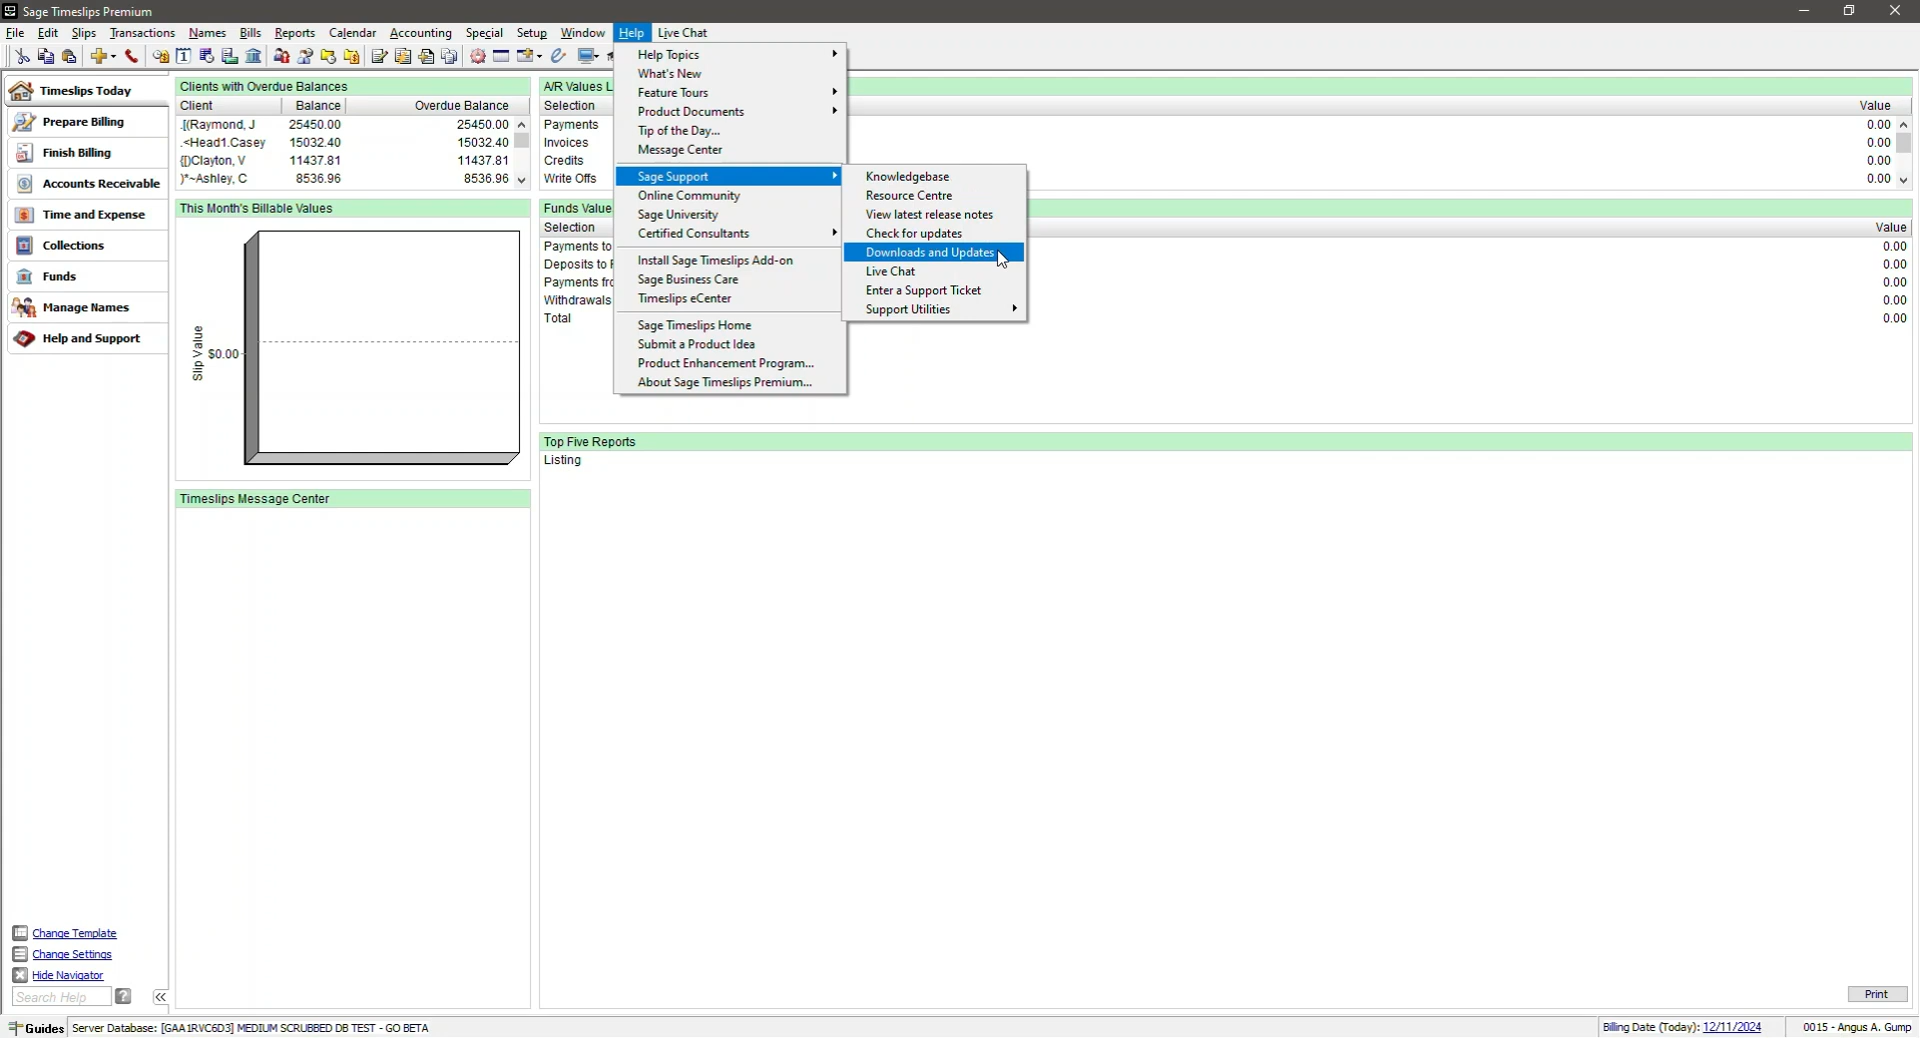 Sage Timeslips Premium
File Edit Slips Transactions Names Bills Reports Calendar Accounting Special Setup Window Help Live Chat
Timeslips Today
Prepare Billing
Finish Billing
Accounts Receivable
Time and Expense
Collections
Funds
Manage Names
Help and Support
Change Template
Change Settings
Hide Navigator
Search Help
Clients with Overdue Balances
Client Balance Overdue Balance
.[(Raymond, J 25450.00 25450.00
.<Head1.Casey 15032.40 15032.40
{[)Clayton, V 11437.81 11437.81
)*~Ashley, C 8536.96 8536.96
This Month's Billable Values
Slip Value
$0.00
Timeslips Message Center
A/R Values L
Selection Value
Payments 0.00
Invoices 0.00
Credits 0.00
Write Offs 0.00
Funds Value
Selection Value
Payments to 0.00
Deposits to 0.00
Payments fro 0.00
Withdrawals 0.00
Total 0.00
Top Five Reports
Listing
Print
Help Topics
What's New
Feature Tours
Product Documents
Tip of the Day...
Message Center
Sage Support
Online Community
Sage University
Certified Consultants
Install Sage Timeslips Add-on
Sage Business Care
Timeslips eCenter
Sage Timeslips Home
Submit a Product Idea
Product Enhancement Program...
About Sage Timeslips Premium...
Knowledgebase
Resource Centre
View latest release notes
Check for updates
Downloads and Updates
Live Chat
Enter a Support Ticket
Support Utilities
Guides Server Database: [GAA1RVC6D3] MEDIUM SCRUBBED DB TEST - GO BETA Billing Date (Today): 12/11/2024 0015 - Angus A. Gump